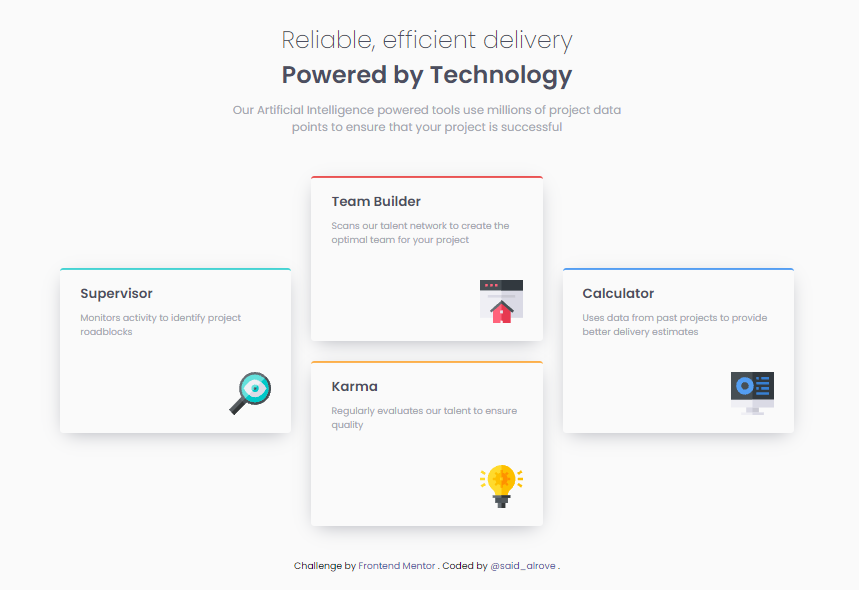 Reliable, efficient delivery
Powered by Technology
Our Artificial Intelligence powered tools use millions of project data
points to ensure that your project is successful
Team Builder
Scans our talent network to create the
optimal team for your project
Supervisor
Monitors activity to identify project
roadblocks
Calculator
Uses data from past projects to provide
better delivery estimates
Karma
Regularly evaluates our talent to ensure
quality
Challenge by Frontend Mentor . Coded by @said_alrove .